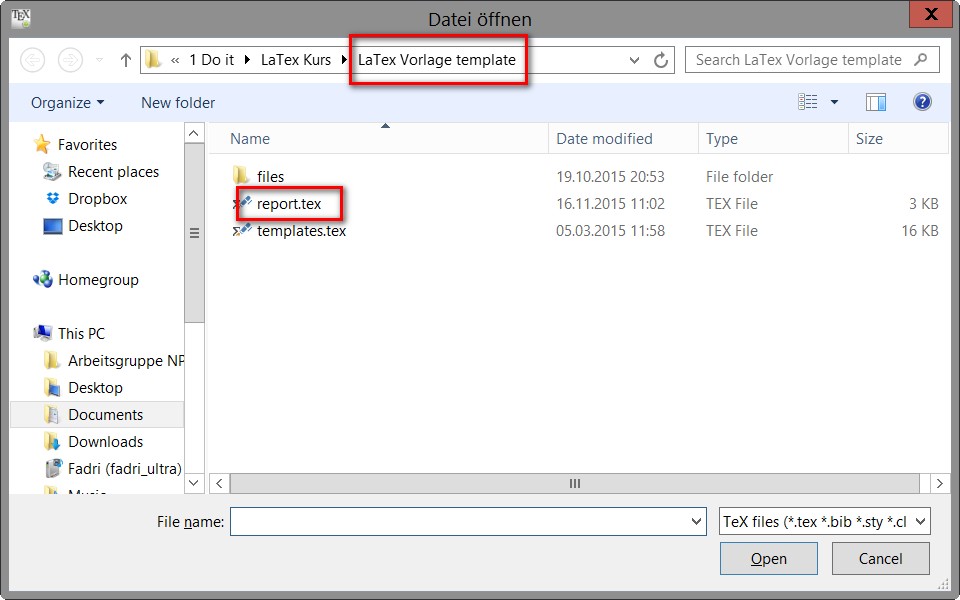 TEX
Datei öffnen
X
« 1 Do it LaTex Kurs LaTex Vorlage template
Search LaTex Vorlage template
Organize New folder
?
Name Date modified Type Size
Favorites
Recent places
Dropbox
Desktop
Homegroup
This PC
Arbeitsgruppe NP
Desktop
Documents
Downloads
Fadri (fadri_ultra)
files 19.10.2015 20:53 File folder
report.tex 16.11.2015 11:02 TEX File 3 KB
templates.tex 05.03.2015 11:58 TEX File 16 KB
File name:
TeX files (*.tex *.bib *.sty *.cl
Open Cancel